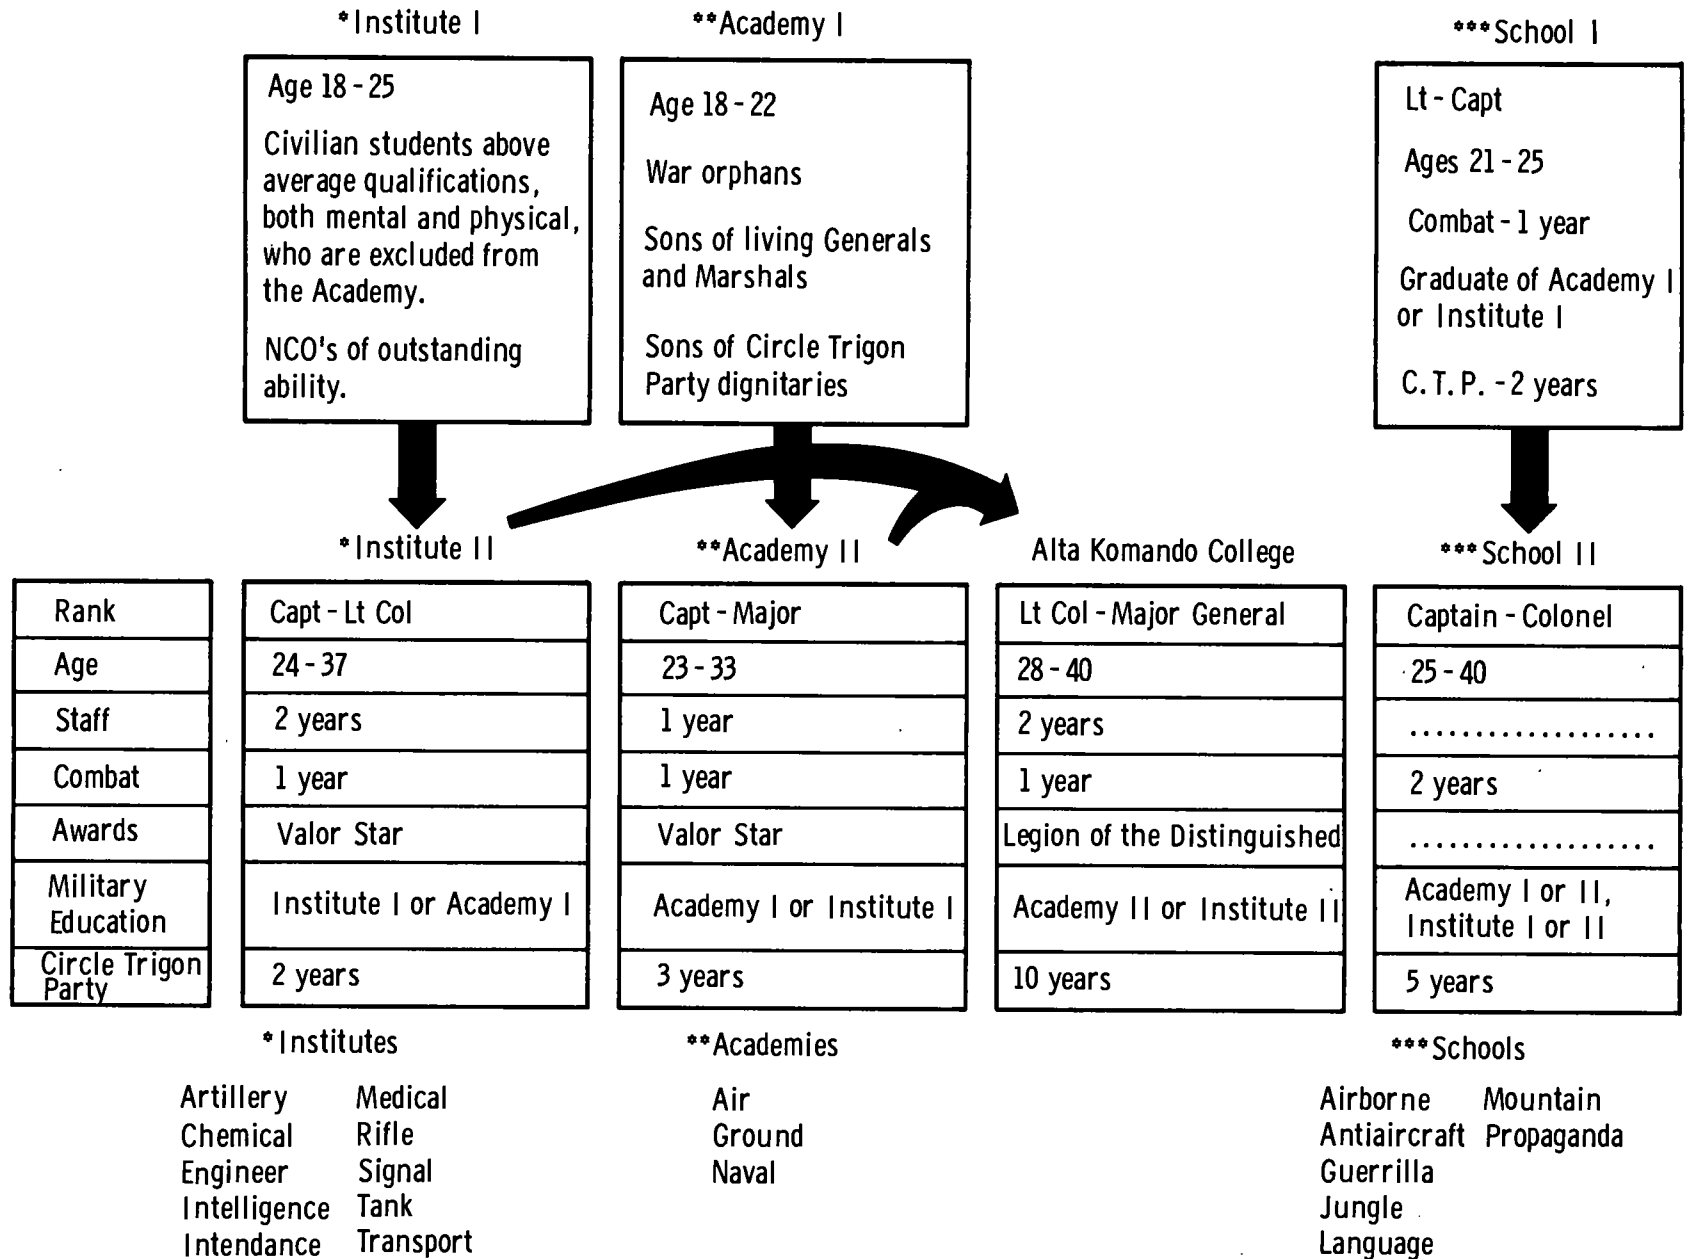 *Institute I
Age 18 - 25
Civilian students above
average qualifications,
both mental and physical,
who are excluded from
the Academy.
NCO's of outstanding
ability.
**Academy I
Age 18 - 22
War orphans
Sons of living Generals
and Marshals
Sons of Circle Trigon
Party dignitaries
***School I
Lt - Capt
Ages 21 - 25
Combat - 1 year
Graduate of Academy I
or Institute I
C. T. P. - 2 years
*Institute II
**Academy II
Alta Komando College
***School II
Rank
Capt - Lt Col
Capt - Major
Lt Col - Major General
Captain - Colonel
Age
24 - 37
23 - 33
28 - 40
25 - 40
Staff
2 years
1 year
2 years
...................
Combat
1 year
1 year
1 year
2 years
Awards
Valor Star
Valor Star
Legion of the Distinguished
...................
Military
Education
Institute I or Academy I
Academy I or Institute I
Academy II or Institute II
Academy I or II,
Institute I or II
Circle Trigon
Party
2 years
3 years
10 years
5 years
*Institutes
Artillery
Chemical
Engineer
Intelligence
Intendance
Medical
Rifle
Signal
Tank
Transport
**Academies
Air
Ground
Naval
***Schools
Airborne
Antiaircraft
Guerrilla
Jungle
Language
Mountain
Propaganda